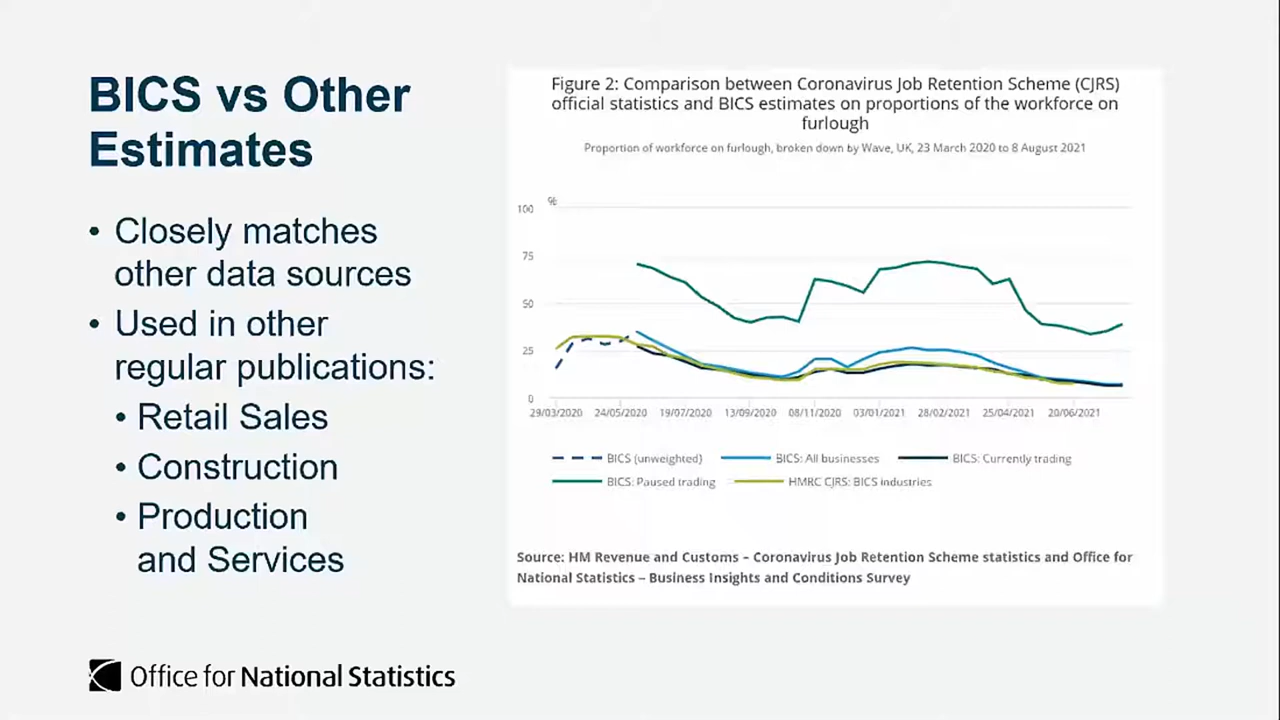 BICS vs Other
Estimates
• Closely matches
other data sources
• Used in other
regular publications:
• Retail Sales
• Construction
• Production
and Services
Figure 2: Comparison between Coronavirus Job Retention Scheme (CJRS)
official statistics and BICS estimates on proportions of the workforce on
furlough
Proportion of workforce on furlough, broken down by Wave, UK, 23 March 2020 to 8 August 2021
%
100
75
50
25
0
29/03/2020 24/05/2020 19/07/2020 13/09/2020 08/11/2020 03/01/2021 28/02/2021 25/04/2021 20/06/2021
BICS (unweighted) BICS: All businesses BICS: Currently trading
BICS: Paused trading HMRC CJRS: BICS industries
Source: HM Revenue and Customs – Coronavirus Job Retention Scheme statistics and Office for
National Statistics – Business Insights and Conditions Survey
Office for National Statistics